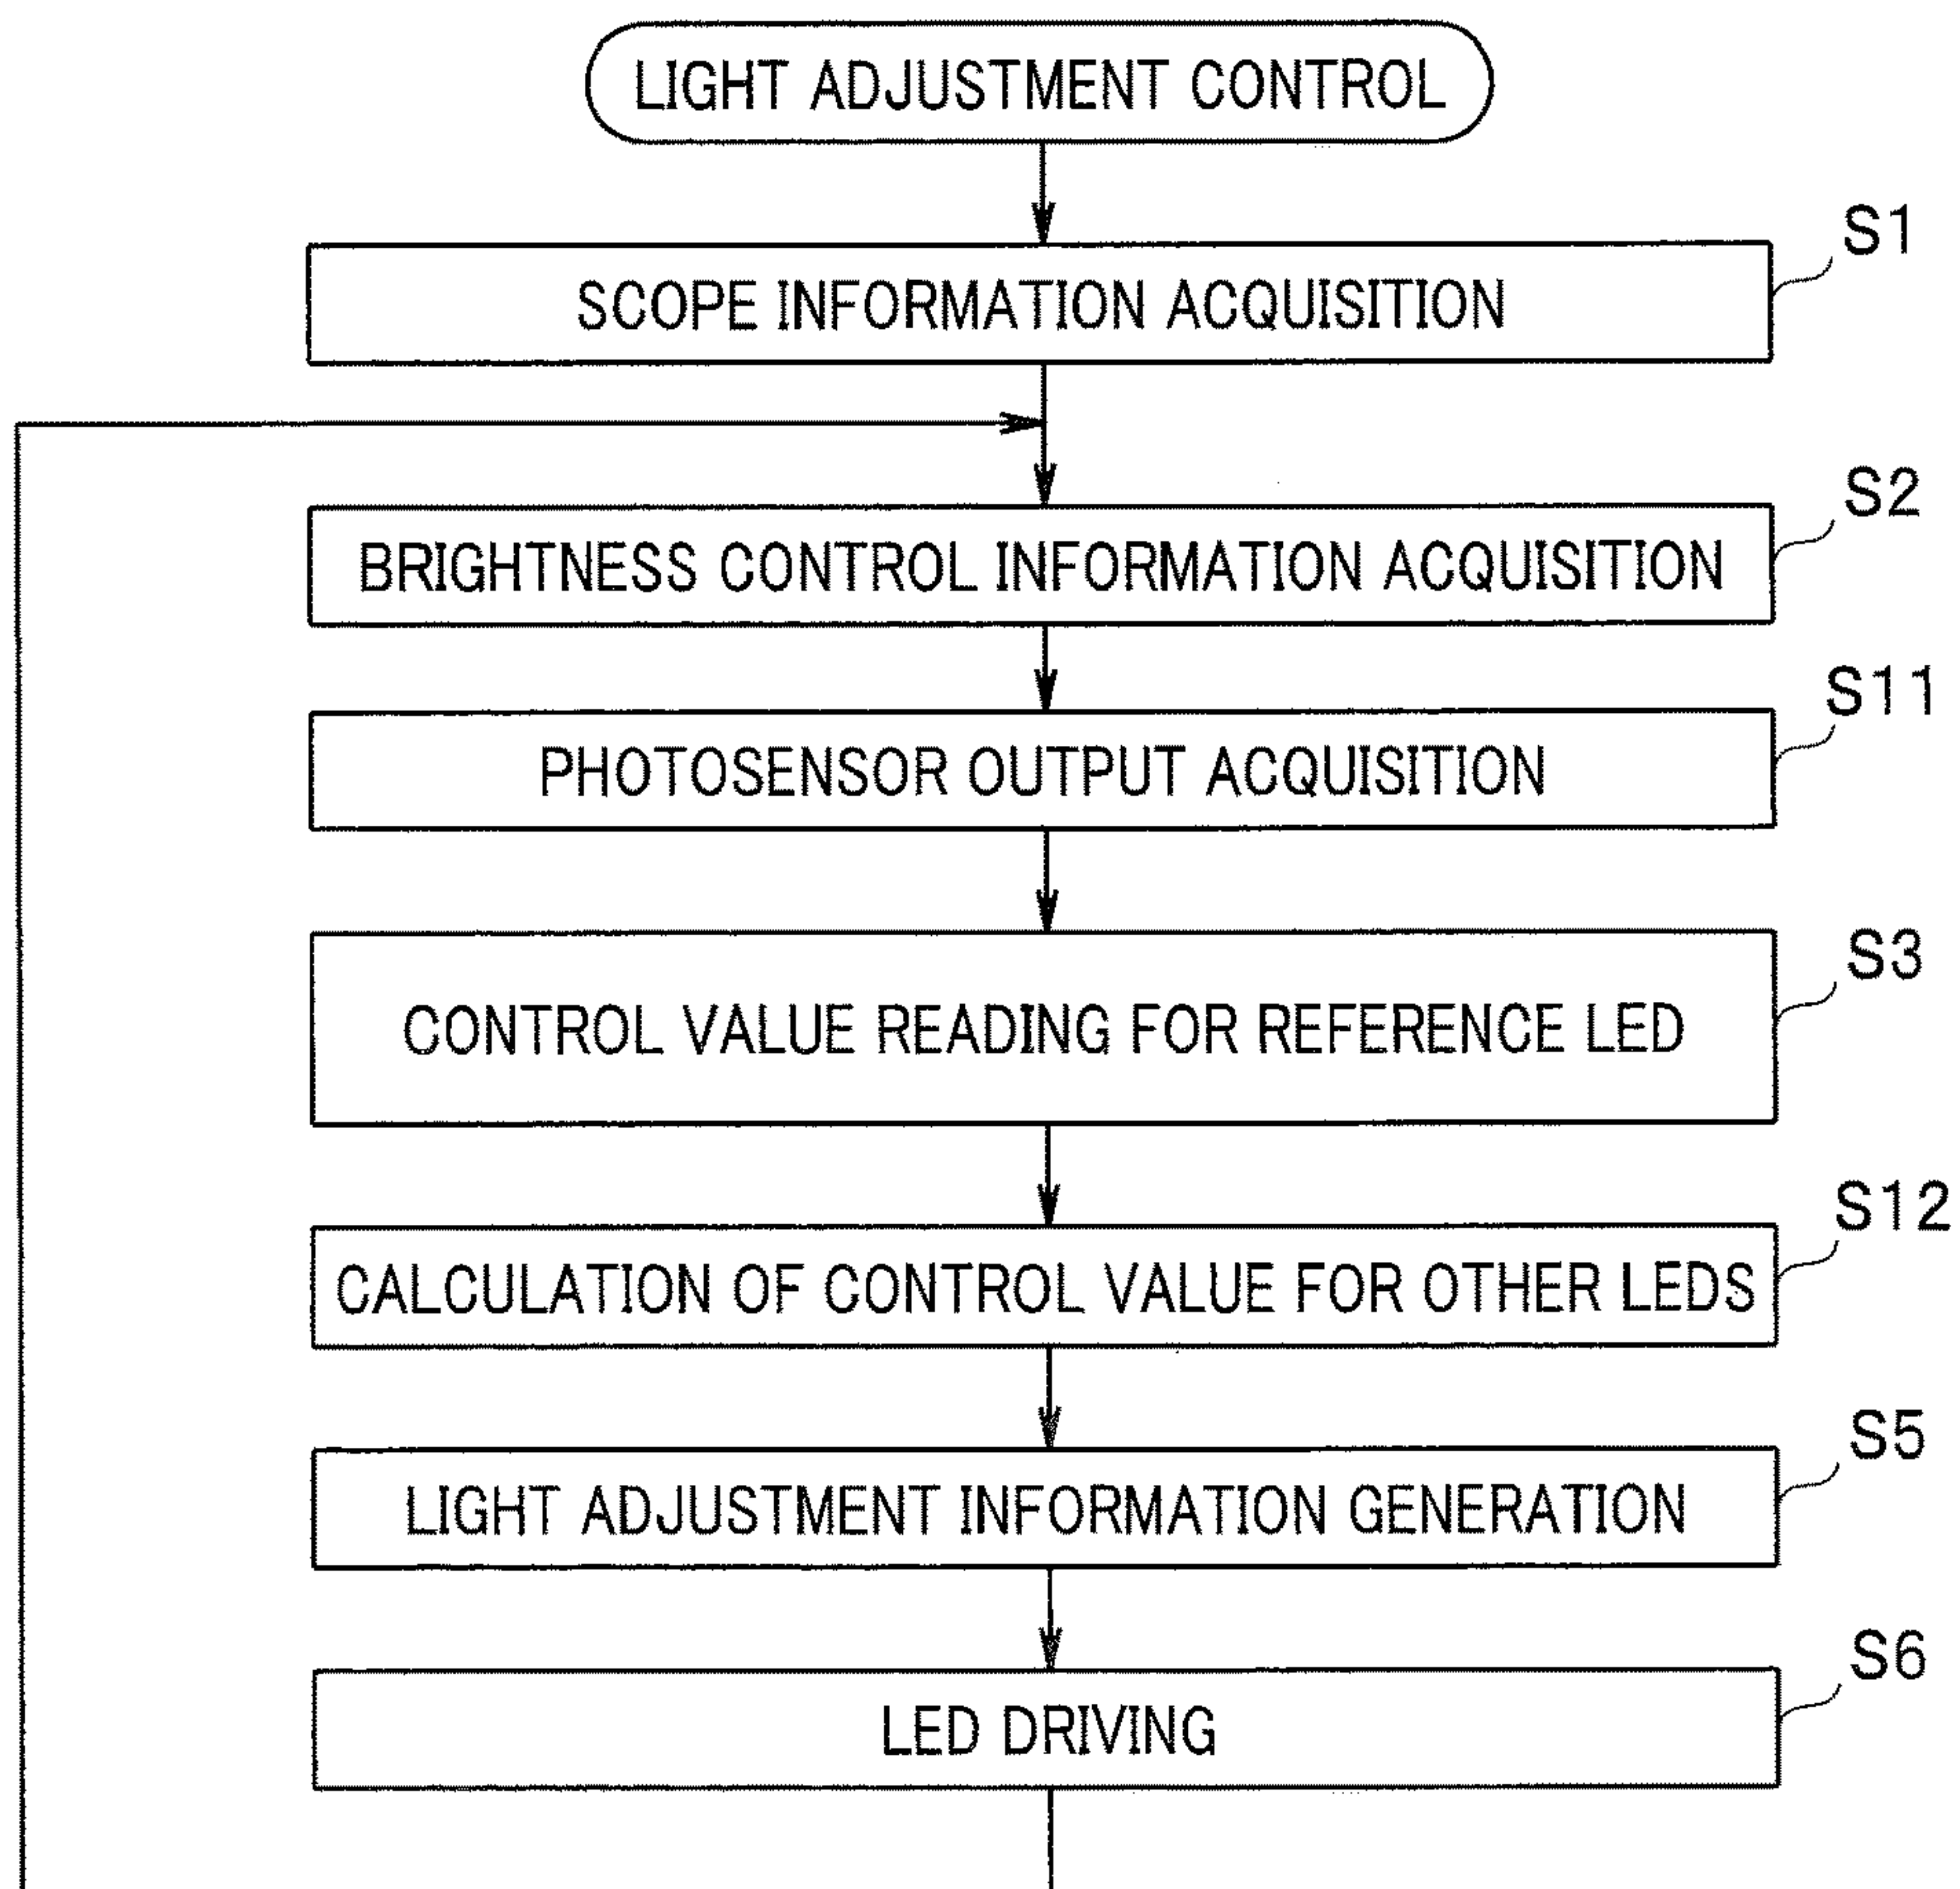 LIGHT ADJUSTMENT CONTROL
S1
SCOPE INFORMATION ACQUISITION
S2
BRIGHTNESS CONTROL INFORMATION ACQUISITION
S11
PHOTOSENSOR OUTPUT ACQUISITION
S3
CONTROL VALUE READING FOR REFERENCE LED
S12
CALCULATION OF CONTROL VALUE FOR OTHER LEDS
S5
LIGHT ADJUSTMENT INFORMATION GENERATION
S6
LED DRIVING